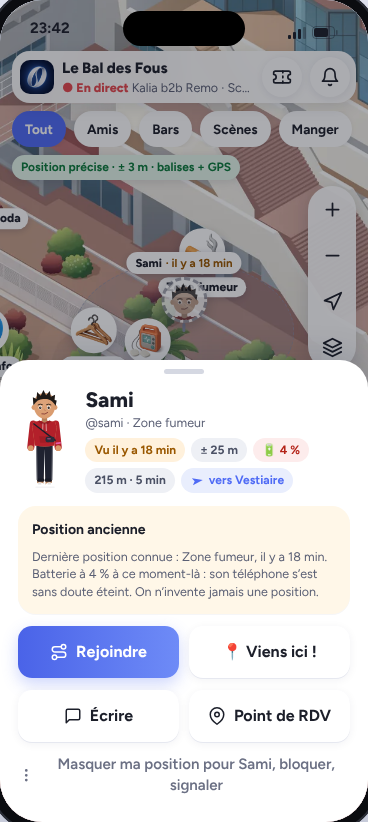 23:42
Le Bal des Fous
En direct Kalia b2b Remo · Sc...
Tout
Amis
Bars
Scènes
Manger
Position précise · ± 3 m · balises + GPS
Sami · il y a 18 min
Sami
@sami · Zone fumeur
Vu il y a 18 min
± 25 m
4 %
215 m · 5 min
vers Vestiaire
Position ancienne
Dernière position connue : Zone fumeur, il y a 18 min.
Batterie à 4 % à ce moment-là : son téléphone s’est
sans doute éteint. On n’invente jamais une position.
Rejoindre
Viens ici !
Écrire
Point de RDV
Masquer ma position pour Sami, bloquer,
signaler